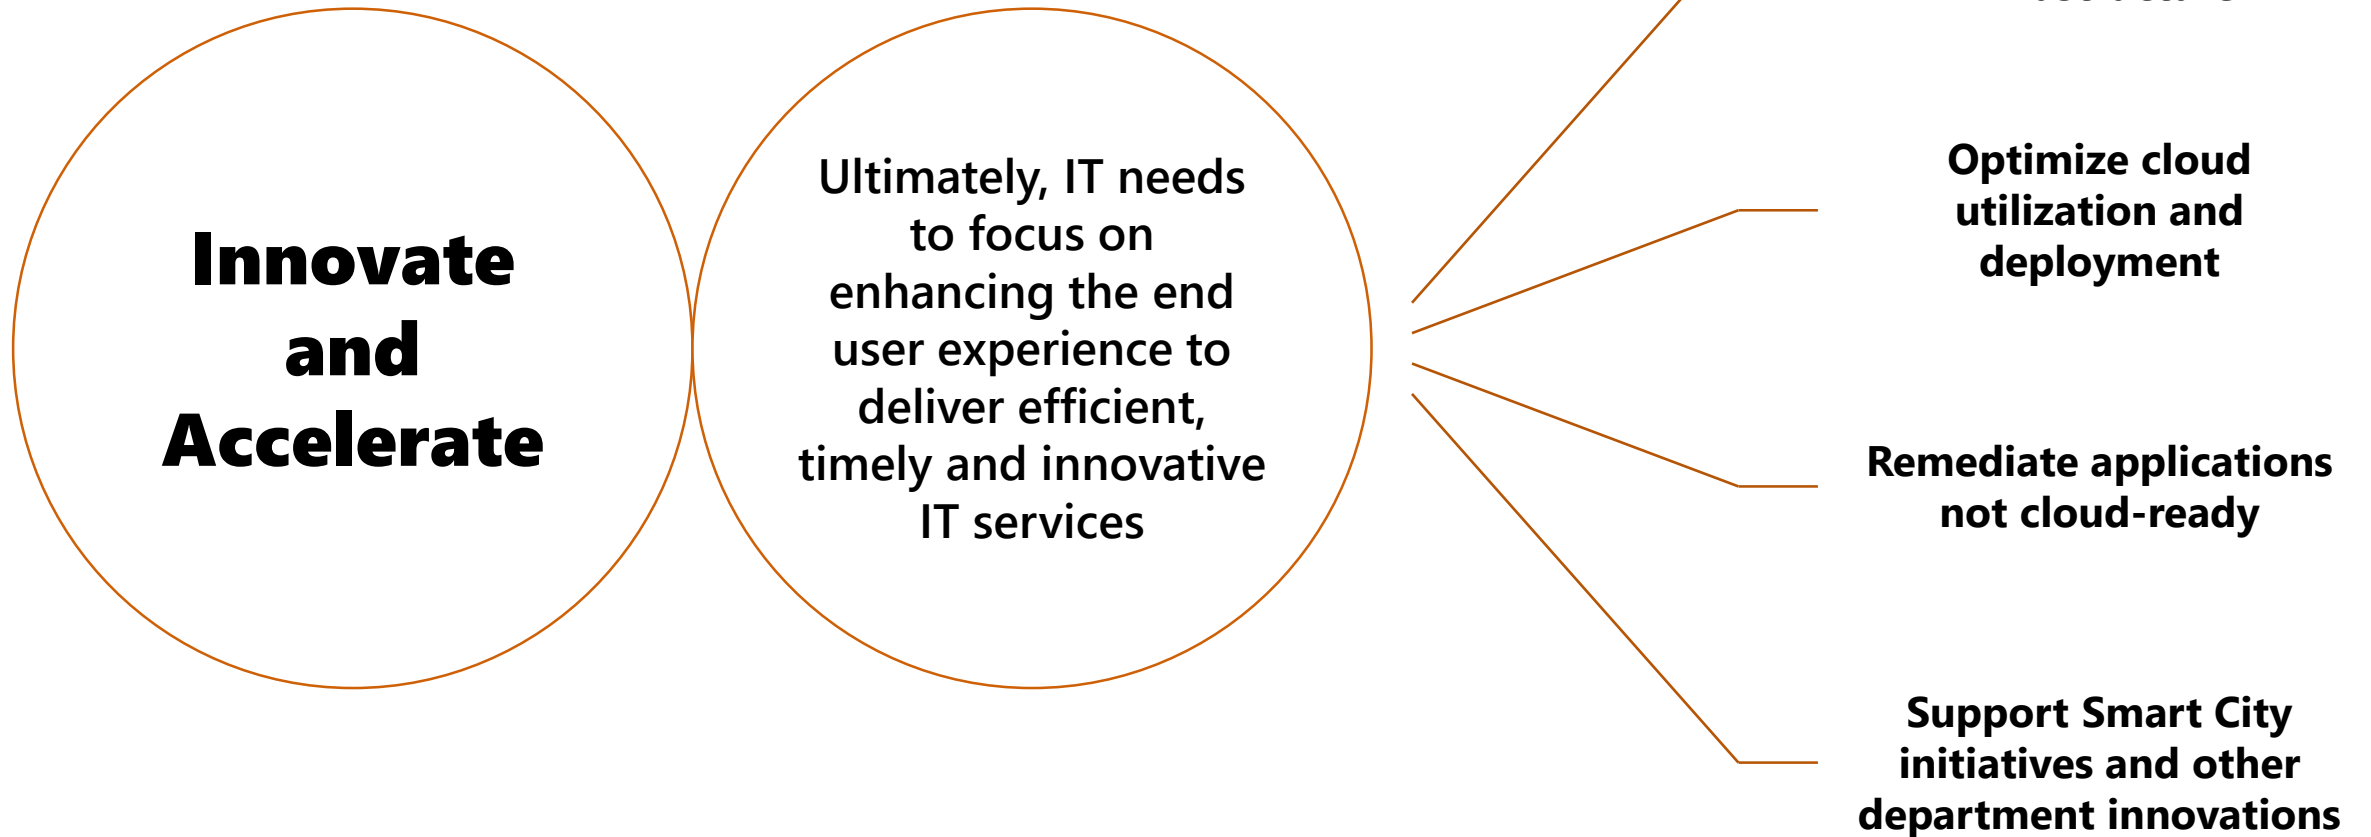 Innovate
and
Accelerate
Ultimately, IT needs
to focus on
enhancing the end
user experience to
deliver efficient,
timely and innovative
IT services
Optimize cloud
utilization and
deployment
Remediate applications
not cloud-ready
Support Smart City
initiatives and other
department innovations